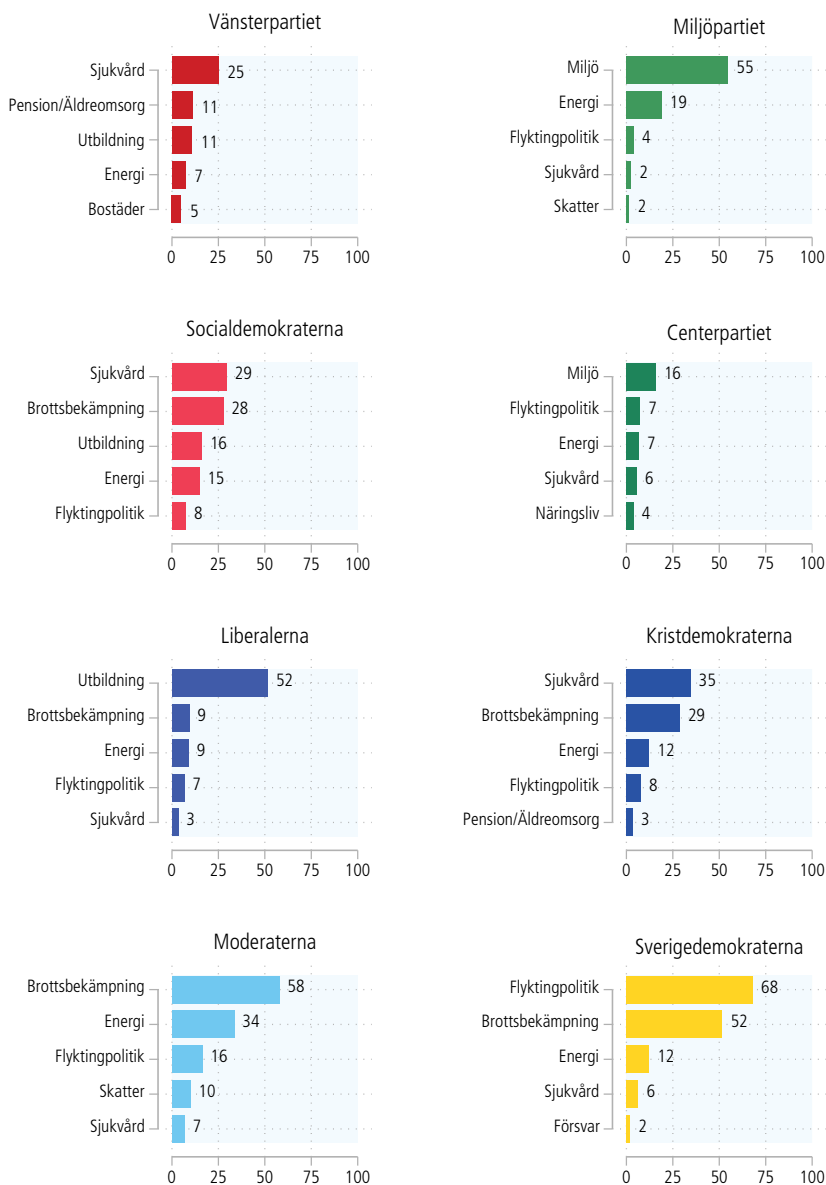 Vänsterpartiet
Sjukvård 25
Pension/Äldreomsorg 11
Utbildning 11
Energi 7
Bostäder 5
0 25 50 75 100
Miljöpartiet
Miljö 55
Energi 19
Flyktingpolitik 4
Sjukvård 2
Skatter 2
0 25 50 75 100
Socialdemokraterna
Sjukvård 29
Brottsbekämpning 28
Utbildning 16
Energi 15
Flyktingpolitik 8
0 25 50 75 100
Centerpartiet
Miljö 16
Flyktingpolitik 7
Energi 7
Sjukvård 6
Näringsliv 4
0 25 50 75 100
Liberalerna
Utbildning 52
Brottsbekämpning 9
Energi 9
Flyktingpolitik 7
Sjukvård 3
0 25 50 75 100
Kristdemokraterna
Sjukvård 35
Brottsbekämpning 29
Energi 12
Flyktingpolitik 8
Pension/Äldreomsorg 3
0 25 50 75 100
Moderaterna
Brottsbekämpning 58
Energi 34
Flyktingpolitik 16
Skatter 10
Sjukvård 7
0 25 50 75 100
Sverigedemokraterna
Flyktingpolitik 68
Brottsbekämpning 52
Energi 12
Sjukvård 6
Försvar 2
0 25 50 75 100